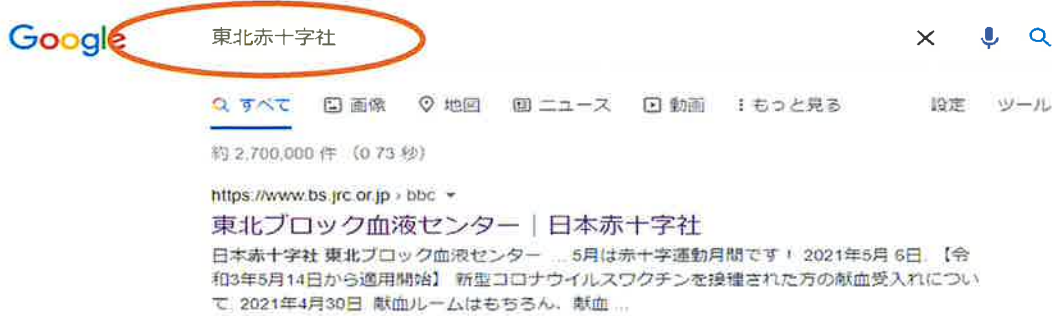 Google 東北赤十字社
すべて 画像 地図 ニュース 動画 もっと見る 設定 ツール
約 2,700,000 件 (0 73 秒)
https://www.bs.jrc.or.jp › bbc
東北ブロック血液センター｜日本赤十字社
日本赤十字社 東北ブロック血液センター ... 5月は赤十字運動月間です！ 2021年5月 6日. 【令
和3年5月14日から適用開始】 新型コロナウイルスワクチンを接種された方の献血受入れについ
て. 2021年4月30日. 献血ルームはもちろん、献血 ...